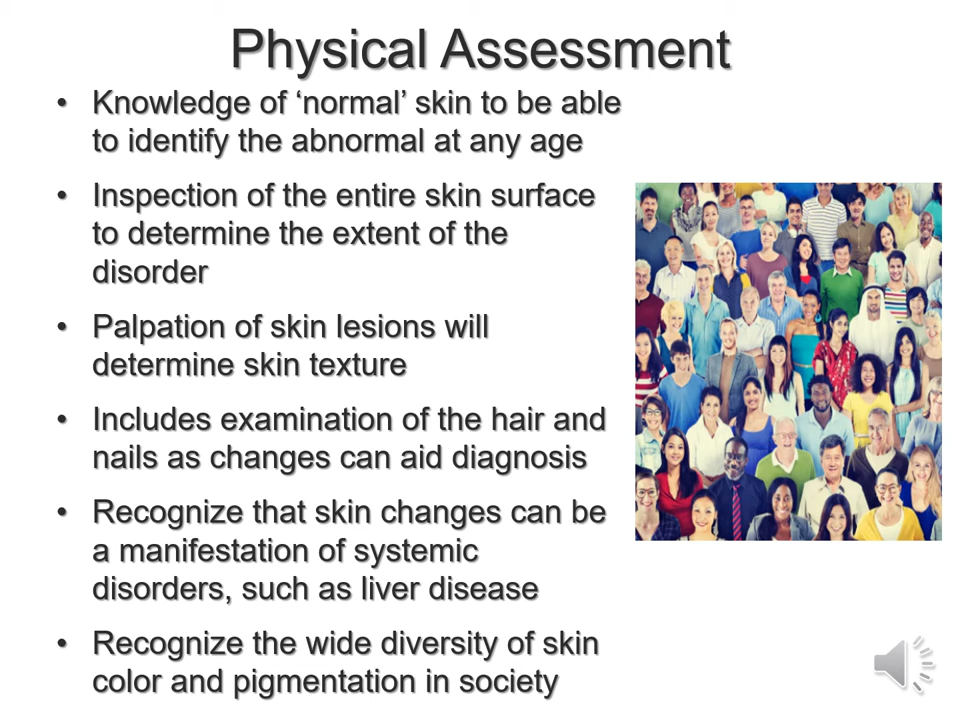 Physical Assessment
• Knowledge of ‘normal’ skin to be able
to identify the abnormal at any age
• Inspection of the entire skin surface
to determine the extent of the
disorder
• Palpation of skin lesions will
determine skin texture
• Includes examination of the hair and
nails as changes can aid diagnosis
• Recognize that skin changes can be
a manifestation of systemic
disorders, such as liver disease
• Recognize the wide diversity of skin
color and pigmentation in society